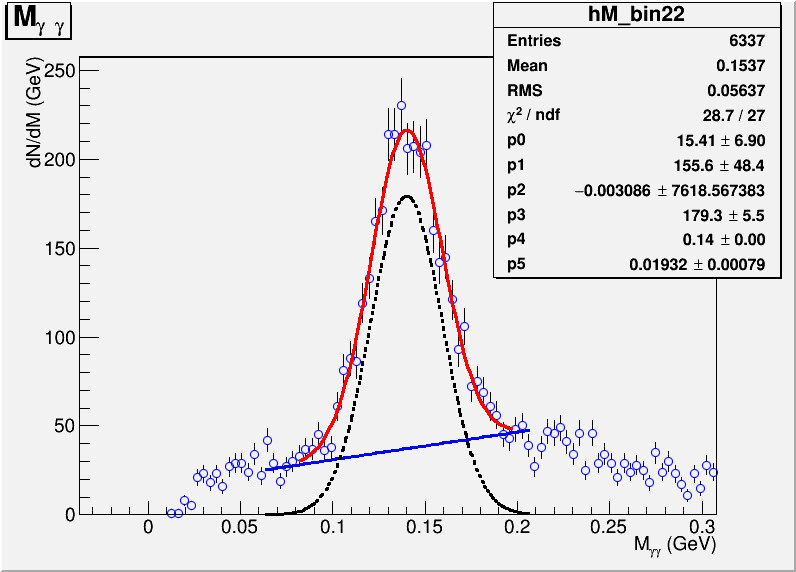 M γ γ
hM_bin22
Entries 6337
Mean 0.1537
RMS 0.05637
χ² / ndf 28.7 / 27
p0 15.41 ± 6.90
p1 155.6 ± 48.4
p2 −0.003086 ± 7618.567383
p3 179.3 ± 5.5
p4 0.14 ± 0.00
p5 0.01932 ± 0.00079
dN/dM (GeV)
250
200
150
100
50
0
0 0.05 0.1 0.15 0.2 0.25 0.3
M γγ (GeV)